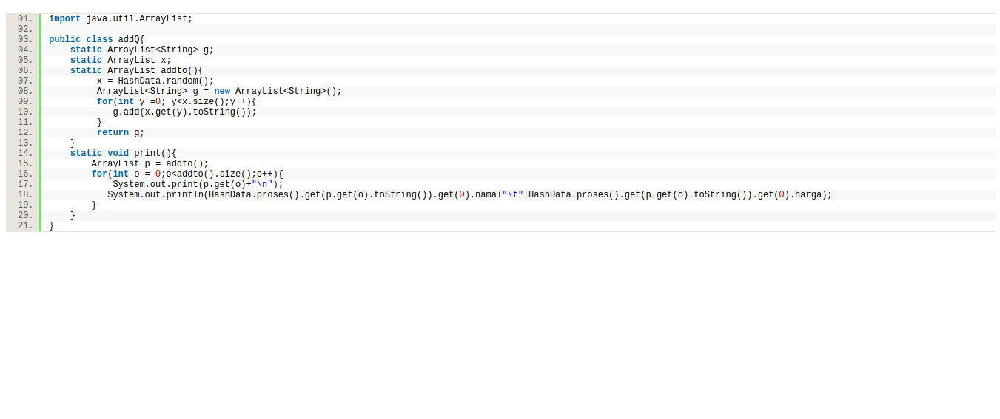 01. import java.util.ArrayList;
02.
03. public class addQ{
04.     static ArrayList<String> g;
05.     static ArrayList x;
06.     static ArrayList addto(){
07.          x = HashData.random();
08.          ArrayList<String> g = new ArrayList<String>();
09.          for(int y =0; y<x.size();y++){
10.             g.add(x.get(y).toString());
11.          }
12.          return g;
13.     }
14.     static void print(){
15.         ArrayList p = addto();
16.         for(int o = 0;o<addto().size();o++){
17.             System.out.print(p.get(o)+"\n");
18.            System.out.println(HashData.proses().get(p.get(o).toString()).get(0).nama+"\t"+HashData.proses().get(p.get(o).toString()).get(0).harga);
19.         }
20.     }
21. }